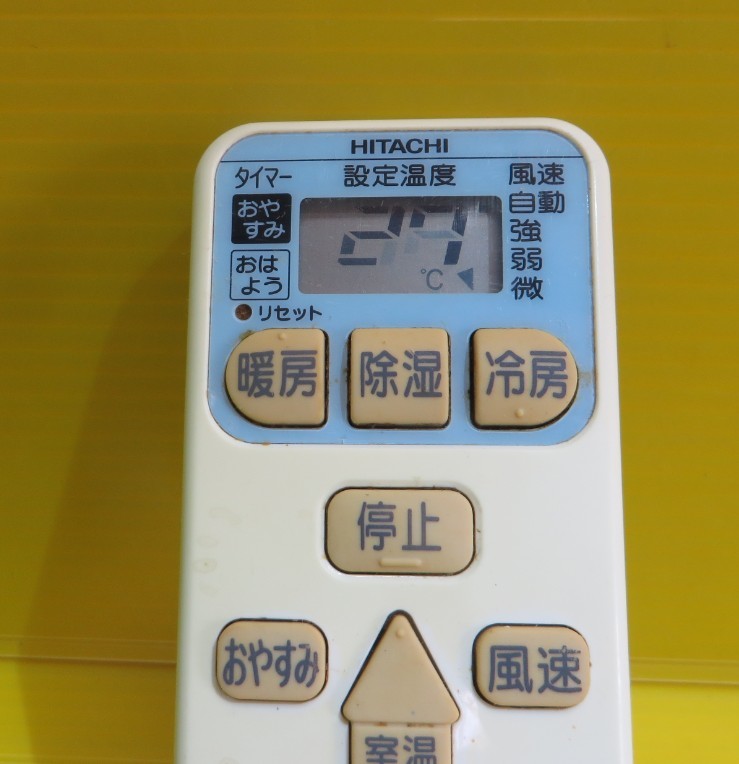 HITACHI
タイマー
設定温度
風速
おやすみ
自動
強
弱
微
おはよう
℃
リセット
暖房
除湿
冷房
停止
おやすみ
風速
室温